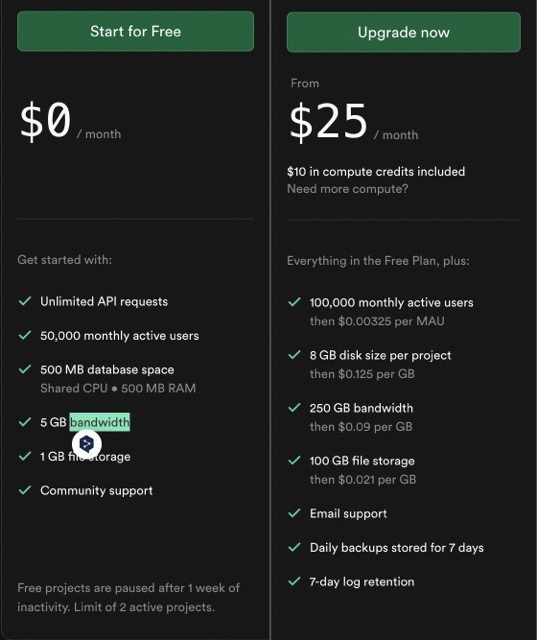 Start for Free
$0 / month
Get started with:
Unlimited API requests
50,000 monthly active users
500 MB database space
Shared CPU • 500 MB RAM
5 GB bandwidth
1 GB file storage
Community support
Free projects are paused after 1 week of
inactivity. Limit of 2 active projects.
Upgrade now
From
$25 / month
$10 in compute credits included
Need more compute?
Everything in the Free Plan, plus:
100,000 monthly active users
then $0.00325 per MAU
8 GB disk size per project
then $0.125 per GB
250 GB bandwidth
then $0.09 per GB
100 GB file storage
then $0.021 per GB
Email support
Daily backups stored for 7 days
7-day log retention